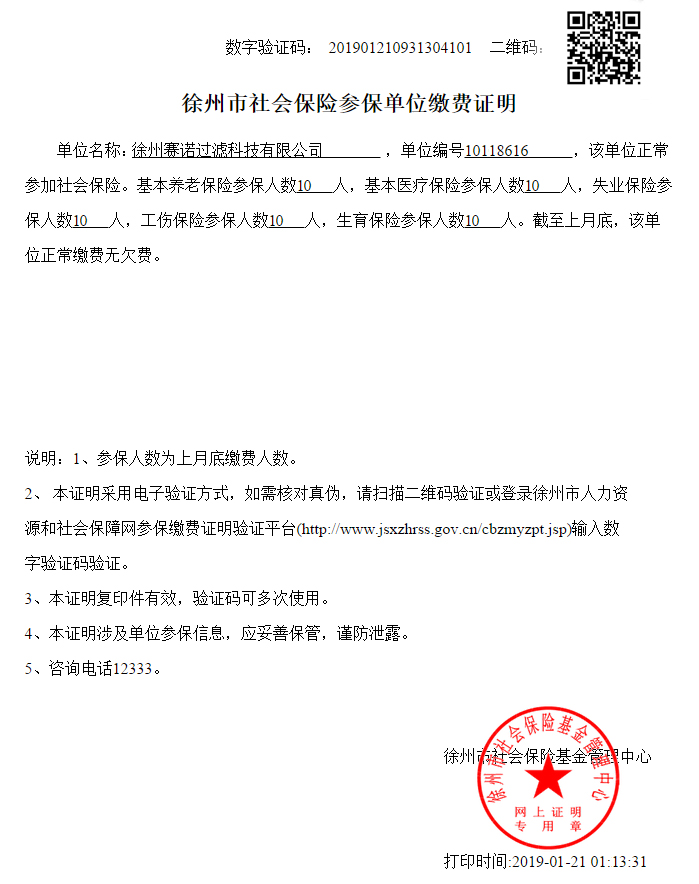 数字验证码： 201901210931304101 二维码：
徐州市社会保险参保单位缴费证明
单位名称：徐州赛诺过滤科技有限公司 ，单位编号10118616 ，该单位正常
参加社会保险。基本养老保险参保人数10 人，基本医疗保险参保人数10 人，失业保险参
保人数10 人，工伤保险参保人数10 人，生育保险参保人数10 人。截至上月底，该单
位正常缴费无欠费。
说明：1、参保人数为上月底缴费人数。
2、 本证明采用电子验证方式，如需核对真伪，请扫描二维码验证或登录徐州市人力资
源和社会保障网参保缴费证明验证平台(http://www.jsxzhrss.gov.cn/cbzmyzpt.jsp)输入数
字验证码验证。
3、本证明复印件有效，验证码可多次使用。
4、本证明涉及单位参保信息，应妥善保管，谨防泄露。
5、咨询电话12333。
徐州市社会保险基金管理中心
徐州市社会保险基金管理中心
网上证明
专用章
打印时间:2019-01-21 01:13:31